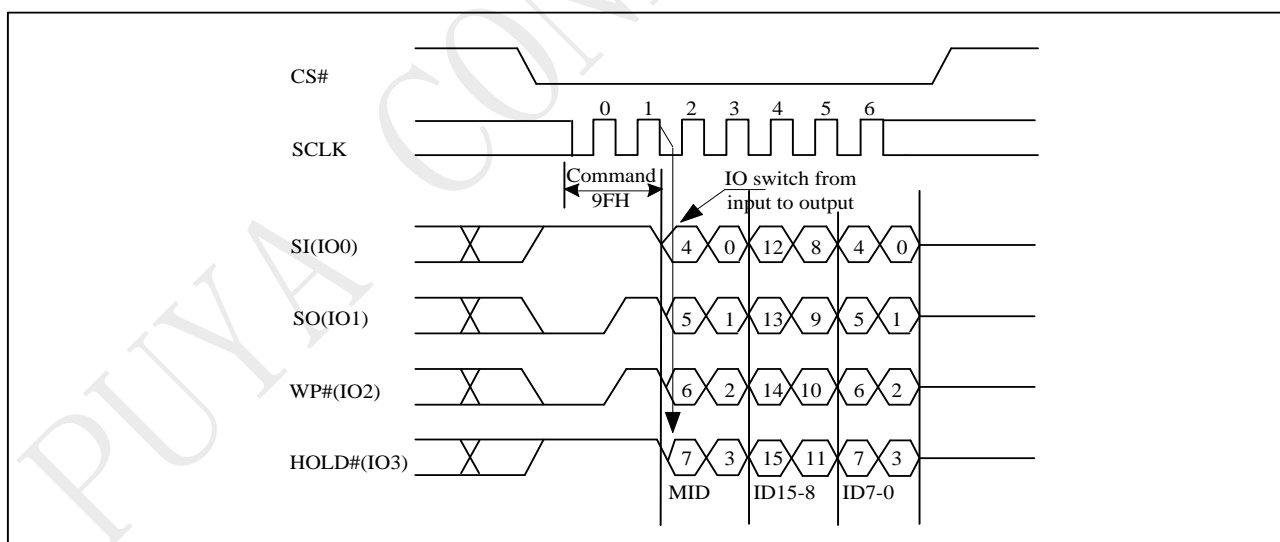 PUYA CON
CS#
0 1 2 3 4 5 6
SCLK
Command
9FH
IO switch from
input to output
SI(IO0)
4 0 12 8 4 0
SO(IO1)
5 1 13 9 5 1
WP#(IO2)
6 2 14 10 6 2
HOLD#(IO3)
7 3 15 11 7 3
MID ID15-8 ID7-0